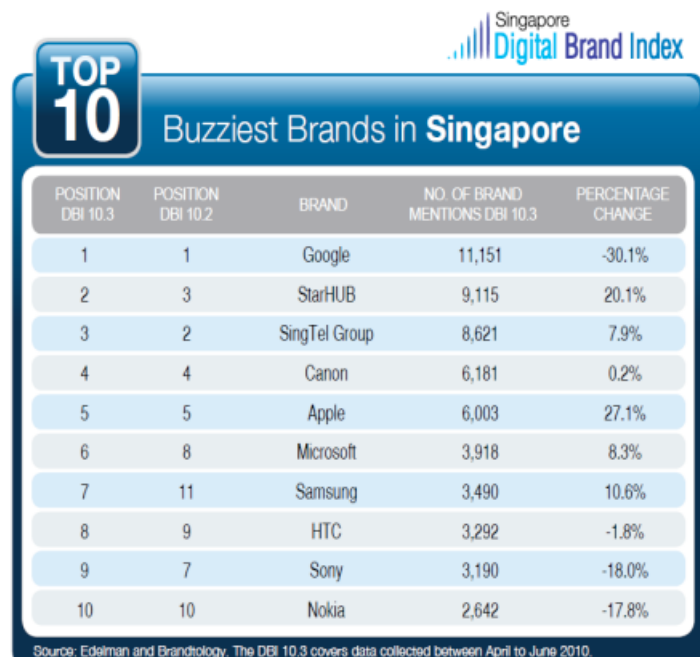 Singapore
Digital Brand Index
TOP
10
Buzziest Brands in Singapore
POSITION DBI 10.3 POSITION DBI 10.2 BRAND NO. OF BRAND MENTIONS DBI 10.3 PERCENTAGE CHANGE
1 1 Google 11,151 -30.1%
2 3 StarHUB 9,115 20.1%
3 2 SingTel Group 8,621 7.9%
4 4 Canon 6,181 0.2%
5 5 Apple 6,003 27.1%
6 8 Microsoft 3,918 8.3%
7 11 Samsung 3,490 10.6%
8 9 HTC 3,292 -1.8%
9 7 Sony 3,190 -18.0%
10 10 Nokia 2,642 -17.8%
Source: Edelman and Brandtology. The DBI 10.3 covers data collected between April to June 2010.